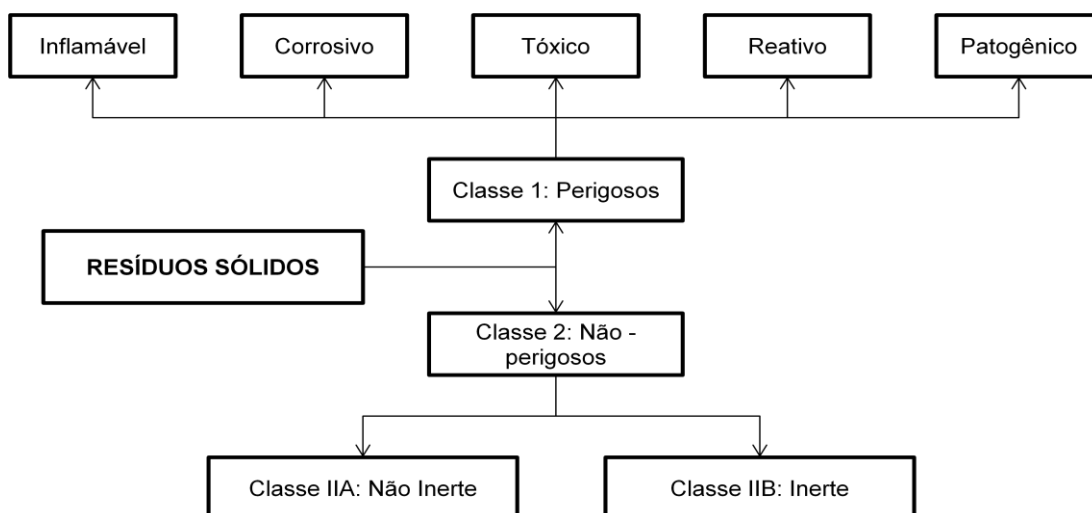 Inflamável
Corrosivo
Tóxico
Reativo
Patogênico
Classe 1: Perigosos
RESÍDUOS SÓLIDOS
Classe 2: Não -
perigosos
Classe IIA: Não Inerte
Classe IIB: Inerte